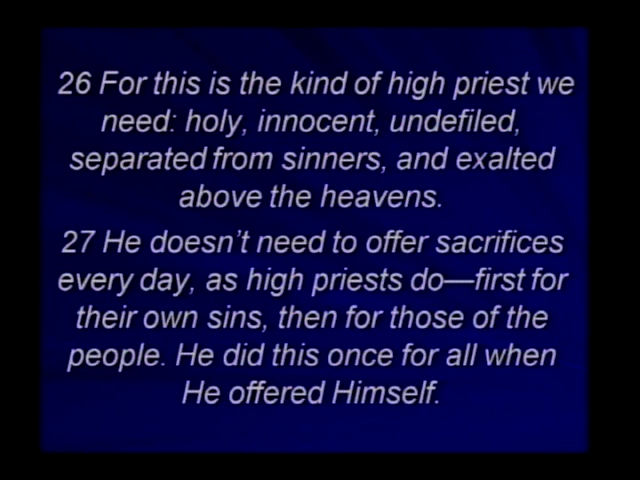 26 For this is the kind of high priest we
need: holy, innocent, undefiled,
separated from sinners, and exalted
above the heavens.
27 He doesn't need to offer sacrifices
every day, as high priests do—first for
their own sins, then for those of the
people. He did this once for all when
He offered Himself.